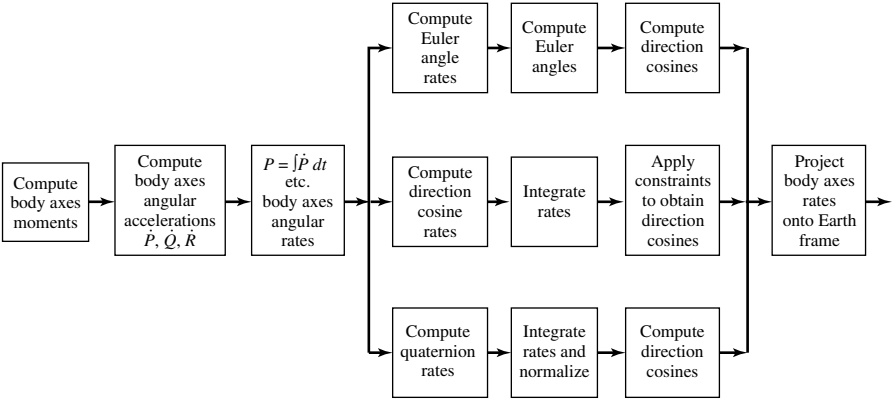 Compute
body axes
moments
Compute
body axes
angular
accelerations
Ṗ, Q̇, Ṙ
P = ∫Ṗ dt
etc.
body axes
angular
rates
Compute
Euler
angle
rates
Compute
Euler
angles
Compute
direction
cosines
Compute
direction
cosine
rates
Integrate
rates
Apply
constraints
to obtain
direction
cosines
Compute
quaternion
rates
Integrate
rates and
normalize
Compute
direction
cosines
Project
body axes
rates
onto Earth
frame